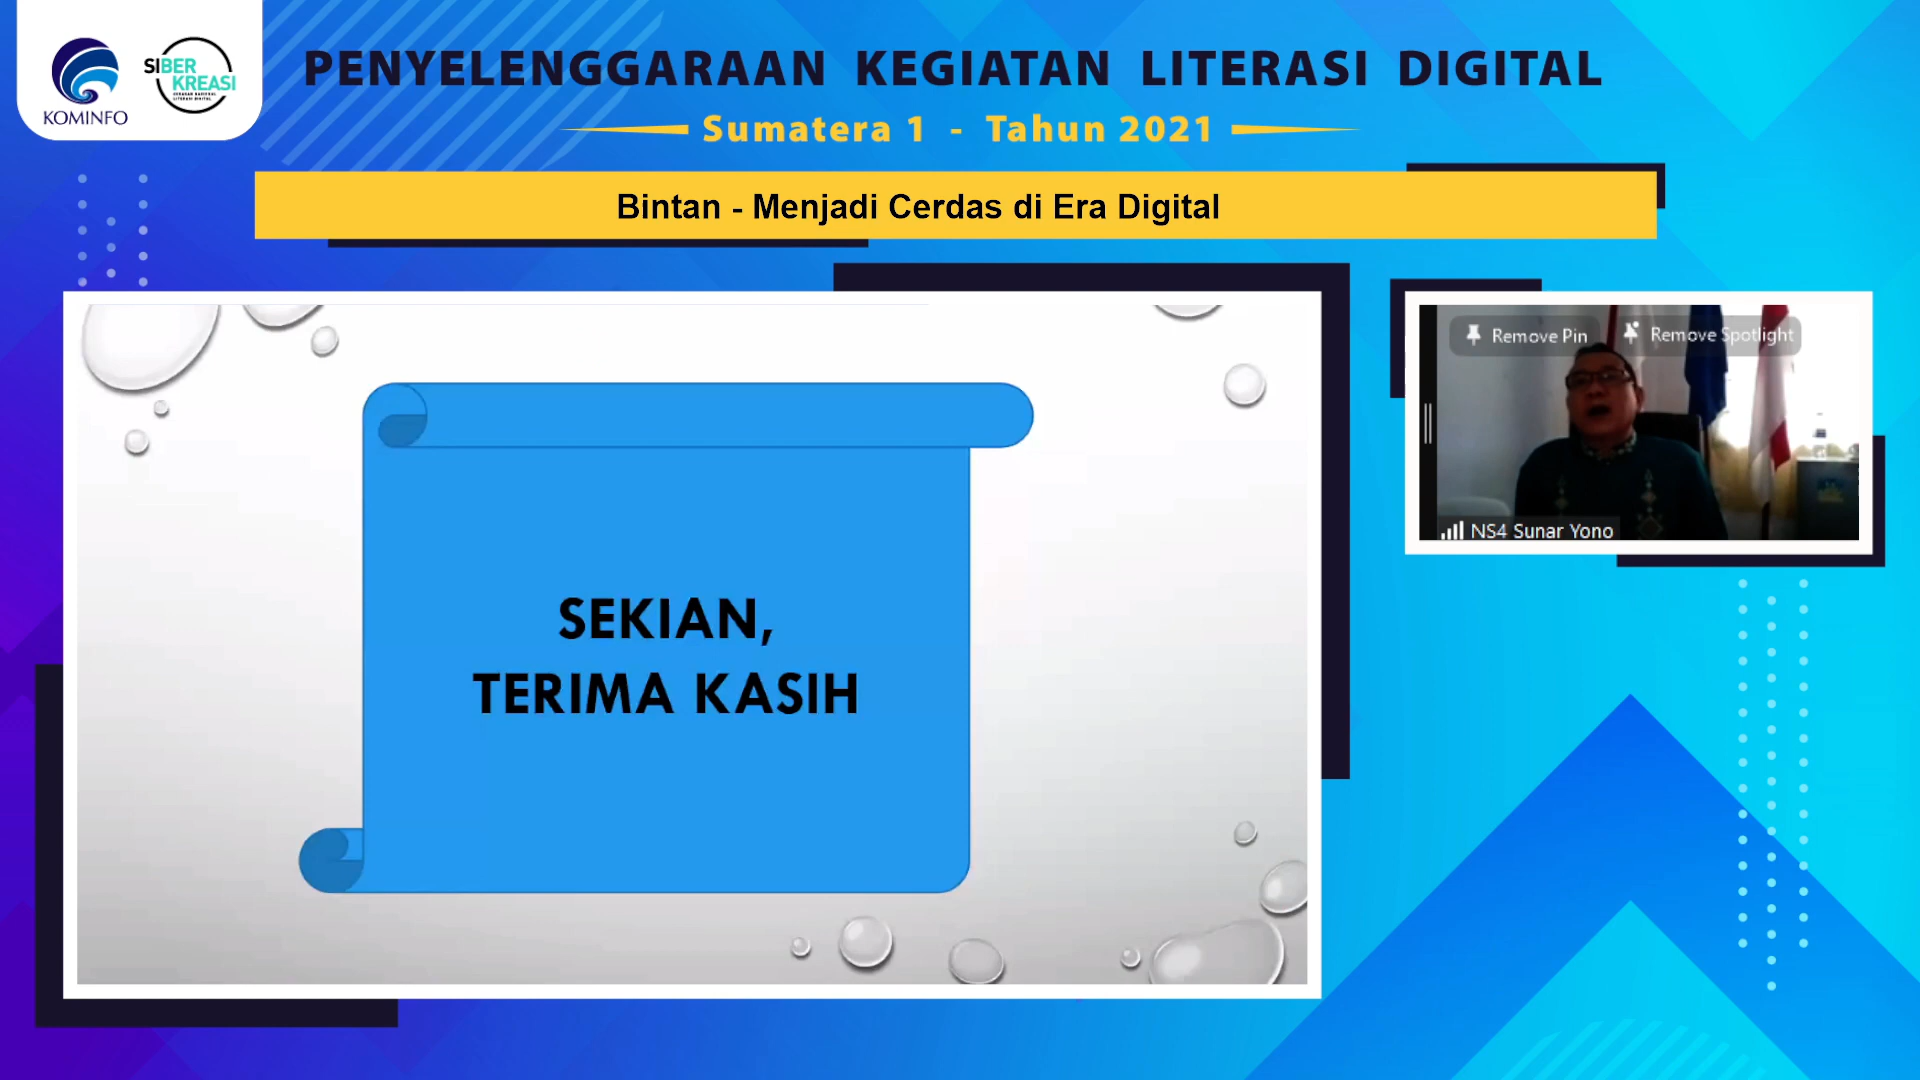 KOMINFO
SIBER
KREASI
PENYELENGGARAAN KEGIATAN LITERASI DIGITAL
Sumatera 1 - Tahun 2021
Bintan - Menjadi Cerdas di Era Digital
SEKIAN,
TERIMA KASIH
Remove Pin
Remove Spotlight
NS4 Sunar Yono